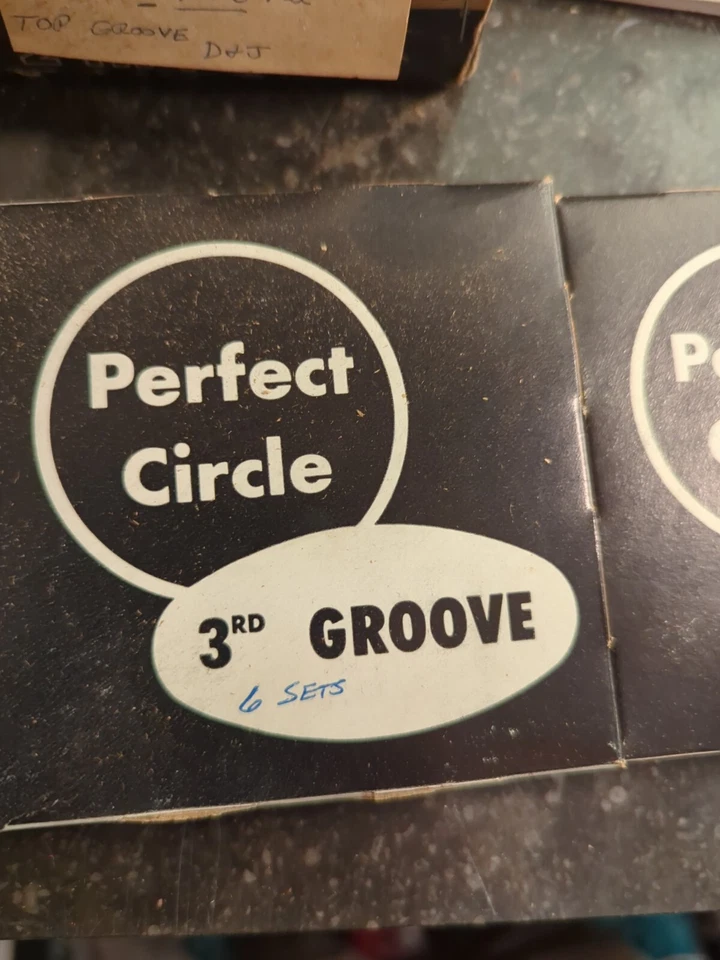 TOP GROOVE
D&J
Perfect
Circle
3RD GROOVE
6 SETS